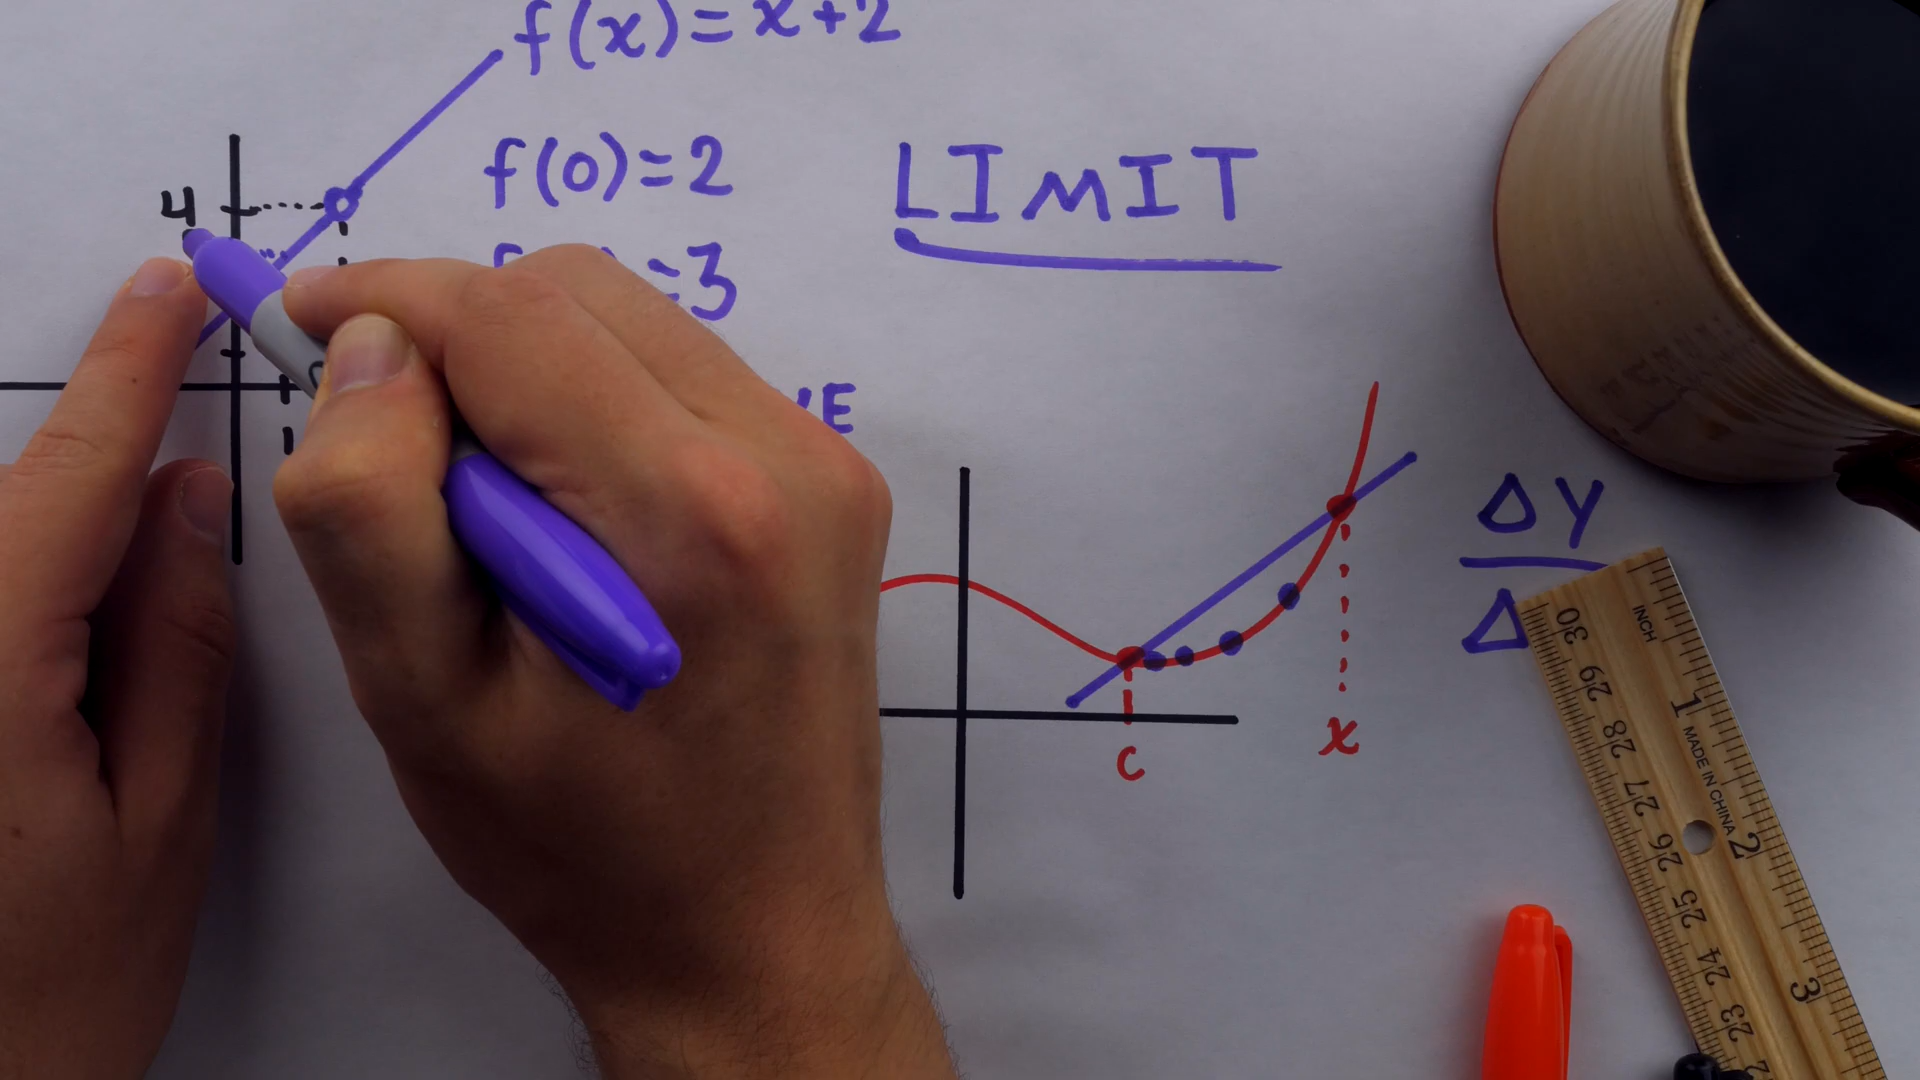 f(x) = x+2
4
f(0)=2
=3
LIMIT
1
ΔY
Δ
c
x
INCH
1
2
3
MADE IN CHINA
30
29
28
27
26
25
24
23